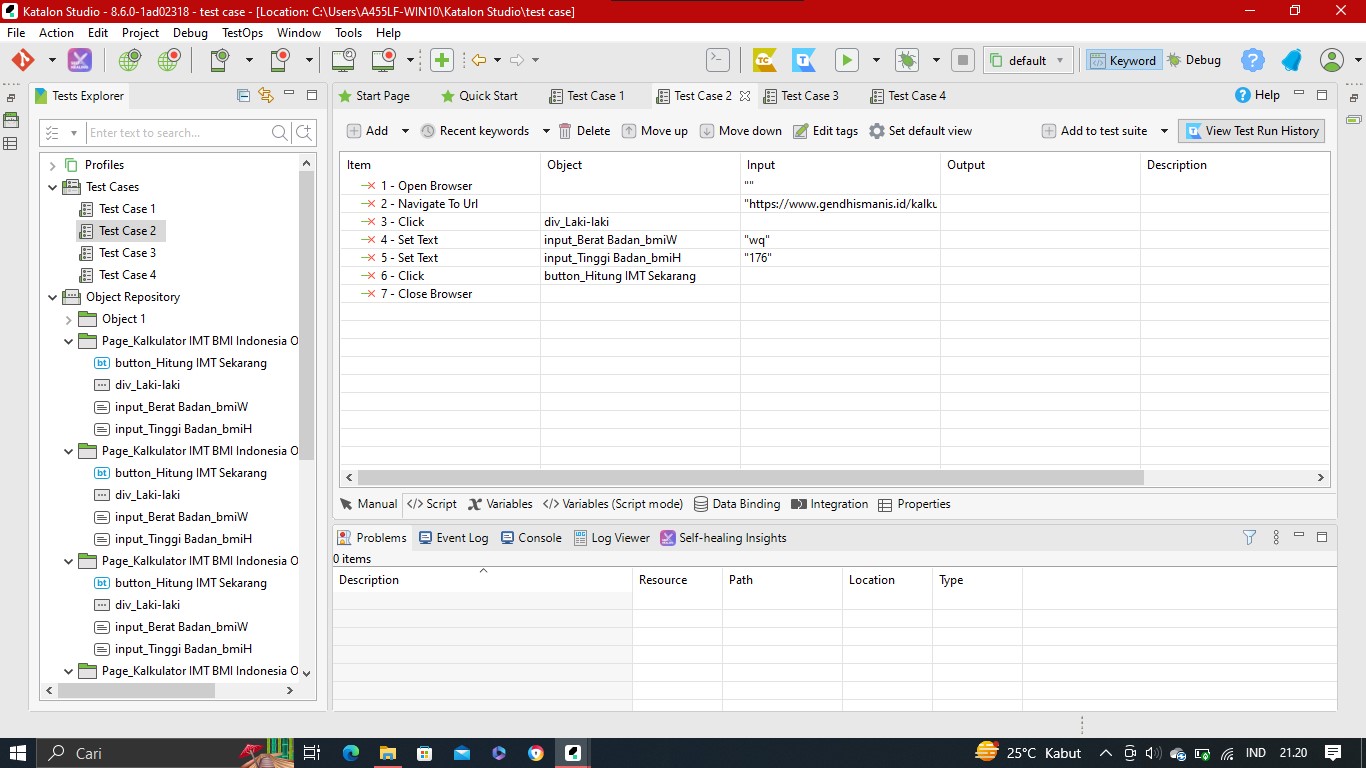 Katalon Studio - 8.6.0-1ad02318 - test case - [Location: C:\Users\A455LF-WIN10\Katalon Studio\test case]
File Action Edit Project Debug TestOps Window Tools Help
default Keyword Debug
Tests Explorer
Enter text to search...
Profiles
Test Cases
Test Case 1
Test Case 2
Test Case 3
Test Case 4
Object Repository
Object 1
Page_Kalkulator IMT BMI Indonesia O
button_Hitung IMT Sekarang
div_Laki-laki
input_Berat Badan_bmiW
input_Tinggi Badan_bmiH
Page_Kalkulator IMT BMI Indonesia O
button_Hitung IMT Sekarang
div_Laki-laki
input_Berat Badan_bmiW
input_Tinggi Badan_bmiH
Page_Kalkulator IMT BMI Indonesia O
button_Hitung IMT Sekarang
div_Laki-laki
input_Berat Badan_bmiW
input_Tinggi Badan_bmiH
Page_Kalkulator IMT BMI Indonesia O
Start Page Quick Start Test Case 1 Test Case 2 Test Case 3 Test Case 4 Help
Add Recent keywords Delete Move up Move down Edit tags Set default view Add to test suite View Test Run History
Item Object Input Output Description
1 - Open Browser ""
2 - Navigate To Url "https://www.gendhismanis.id/kalku
3 - Click div_Laki-laki
4 - Set Text input_Berat Badan_bmiW "wq"
5 - Set Text input_Tinggi Badan_bmiH "176"
6 - Click button_Hitung IMT Sekarang
7 - Close Browser
Manual Script Variables Variables (Script mode) Data Binding Integration Properties
Problems Event Log Console Log Viewer Self-healing Insights
0 items
Description Resource Path Location Type
Cari 25°C Kabut IND 21.20